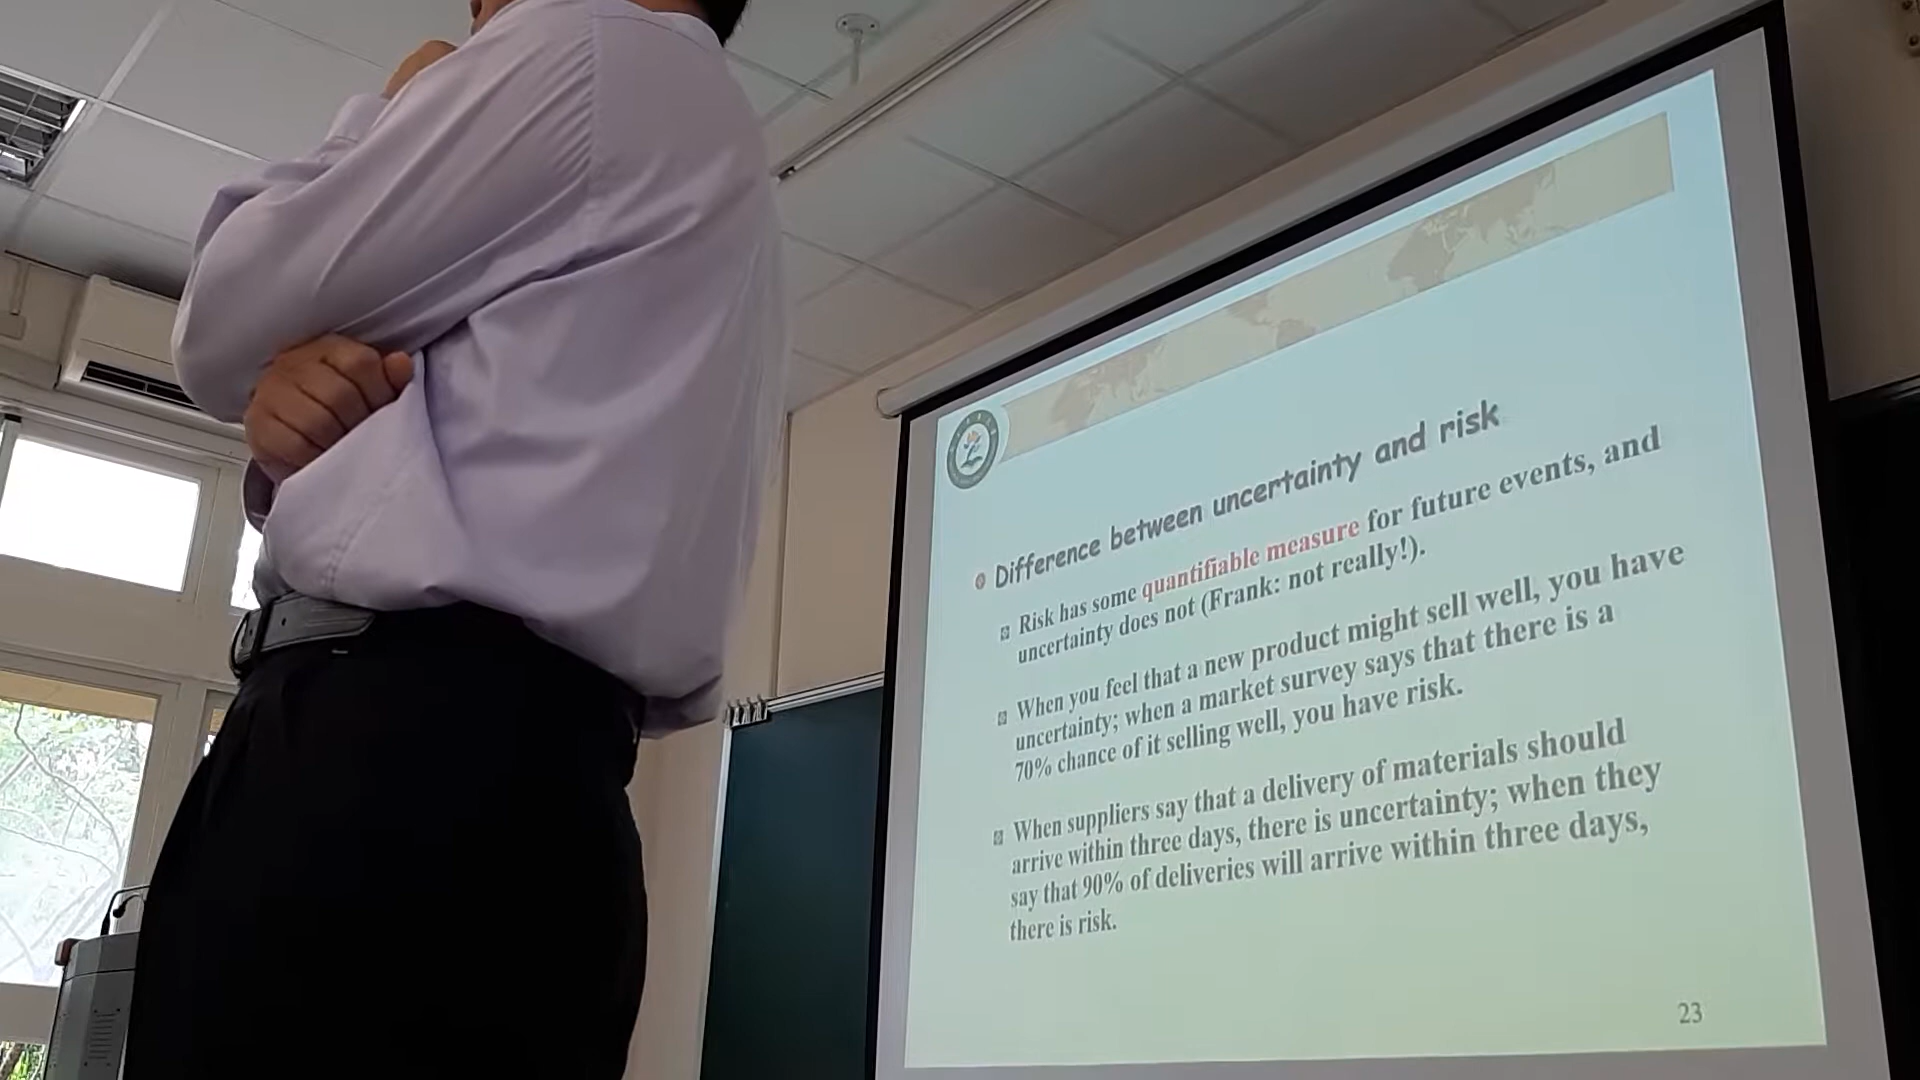 Difference between uncertainty and risk
Risk has some quantifiable measure for future events, and
uncertainty does not (Frank: not really!).
When you feel that a new product might sell well, you have
uncertainty; when a market survey says that there is a
70% chance of it selling well, you have risk.
When suppliers say that a delivery of materials should
arrive within three days, there is uncertainty; when they
say that 90% of deliveries will arrive within three days,
there is risk.
23